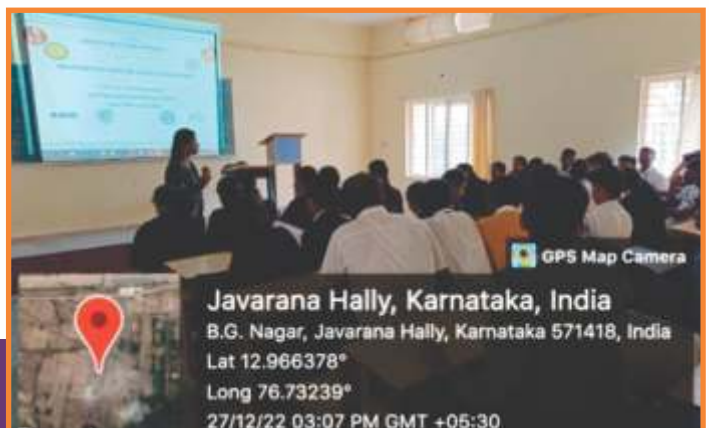 GPS Map Camera
Javarana Hally, Karnataka, India
B.G. Nagar, Javarana Hally, Karnataka 571418, India
Lat 12.966378°
Long 76.73239°
27/12/22 03:07 PM GMT +05:30